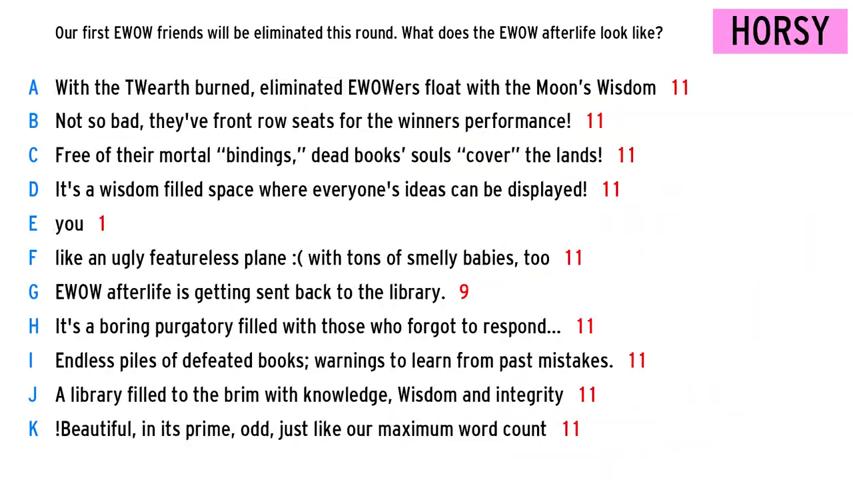 Our first EWOW friends will be eliminated this round. What does the EWOW afterlife look like?
HORSY
A With the TWearth burned, eliminated EWOWers float with the Moon's Wisdom 11
B Not so bad, they've front row seats for the winners performance! 11
C Free of their mortal “bindings,” dead books’ souls “cover” the lands! 11
D It's a wisdom filled space where everyone's ideas can be displayed! 11
E you 1
F like an ugly featureless plane :( with tons of smelly babies, too 11
G EWOW afterlife is getting sent back to the library. 9
H It's a boring purgatory filled with those who forgot to respond... 11
I Endless piles of defeated books; warnings to learn from past mistakes. 11
J A library filled to the brim with knowledge, Wisdom and integrity 11
K !Beautiful, in its prime, odd, just like our maximum word count 11